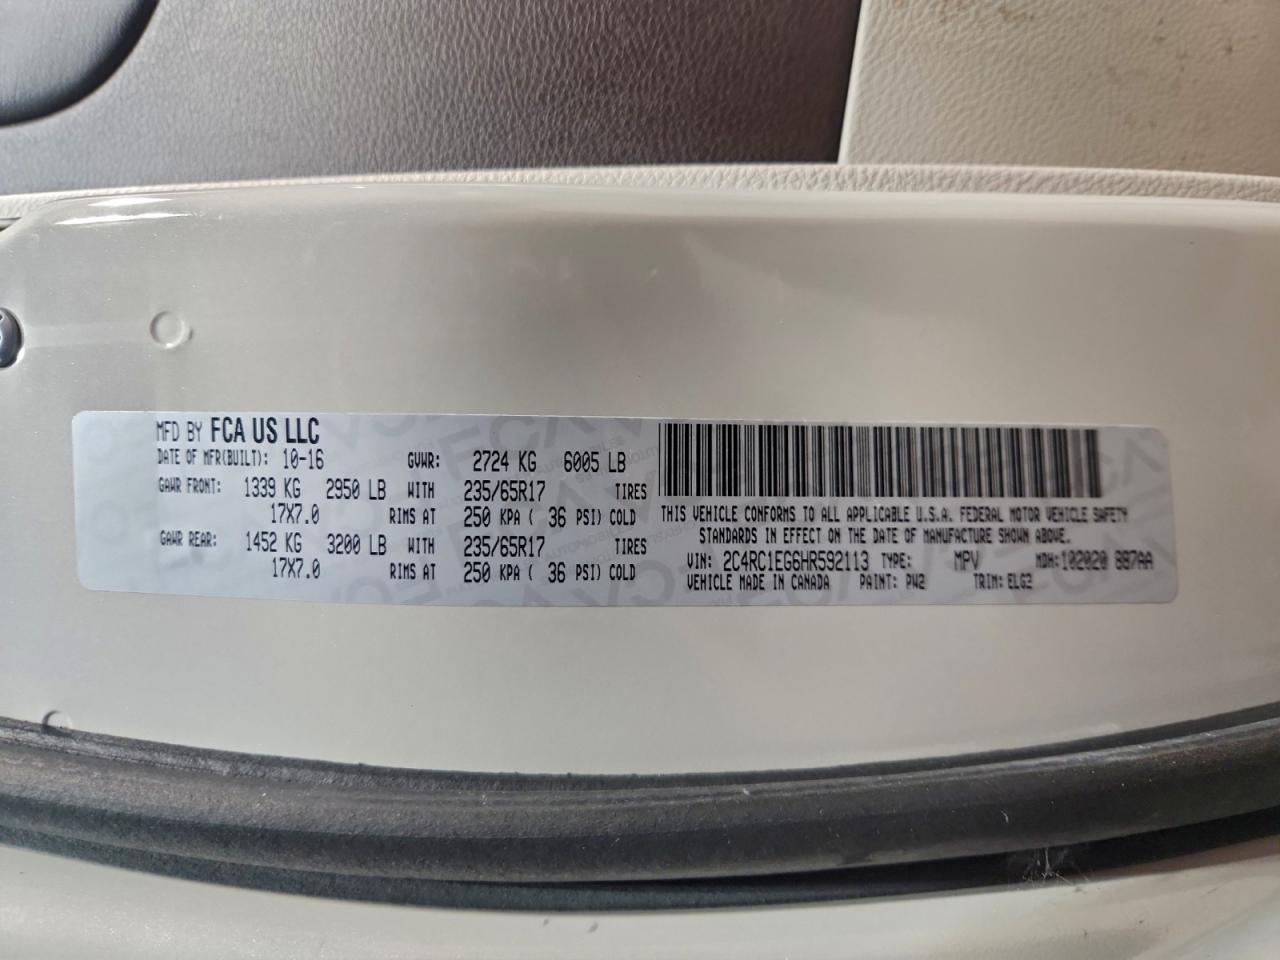 MFD BY FCA US LLC
DATE OF MFR(BUILT): 10-16 GVWR: 2724 KG 6005 LB
GAWR FRONT: 1339 KG 2950 LB WITH 235/65R17 TIRES
17X7.0 RIMS AT 250 KPA ( 36 PSI) COLD
GAWR REAR: 1452 KG 3200 LB WITH 235/65R17 TIRES
17X7.0 RIMS AT 250 KPA ( 36 PSI) COLD
THIS VEHICLE CONFORMS TO ALL APPLICABLE U.S.A. FEDERAL MOTOR VEHICLE SAFETY
STANDARDS IN EFFECT ON THE DATE OF MANUFACTURE SHOWN ABOVE.
VIN: 2C4RC1EG6HR592113 TYPE: MPV MDH:102020 887AA
VEHICLE MADE IN CANADA PAINT: PW2 TRIM: ELG2